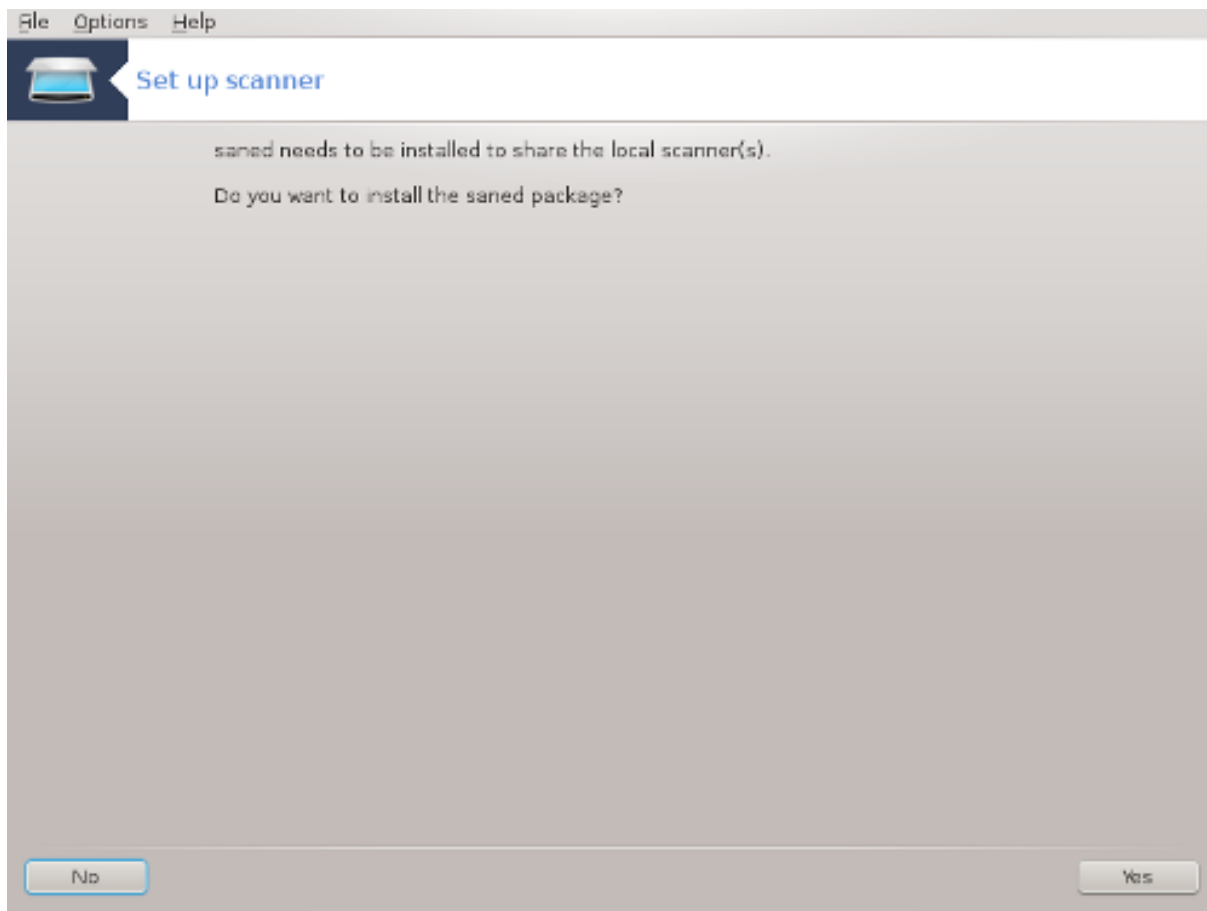 File Options Help
Set up scanner
saned needs to be installed to share the local scanner(s).
Do you want to install the saned package?
No Yes